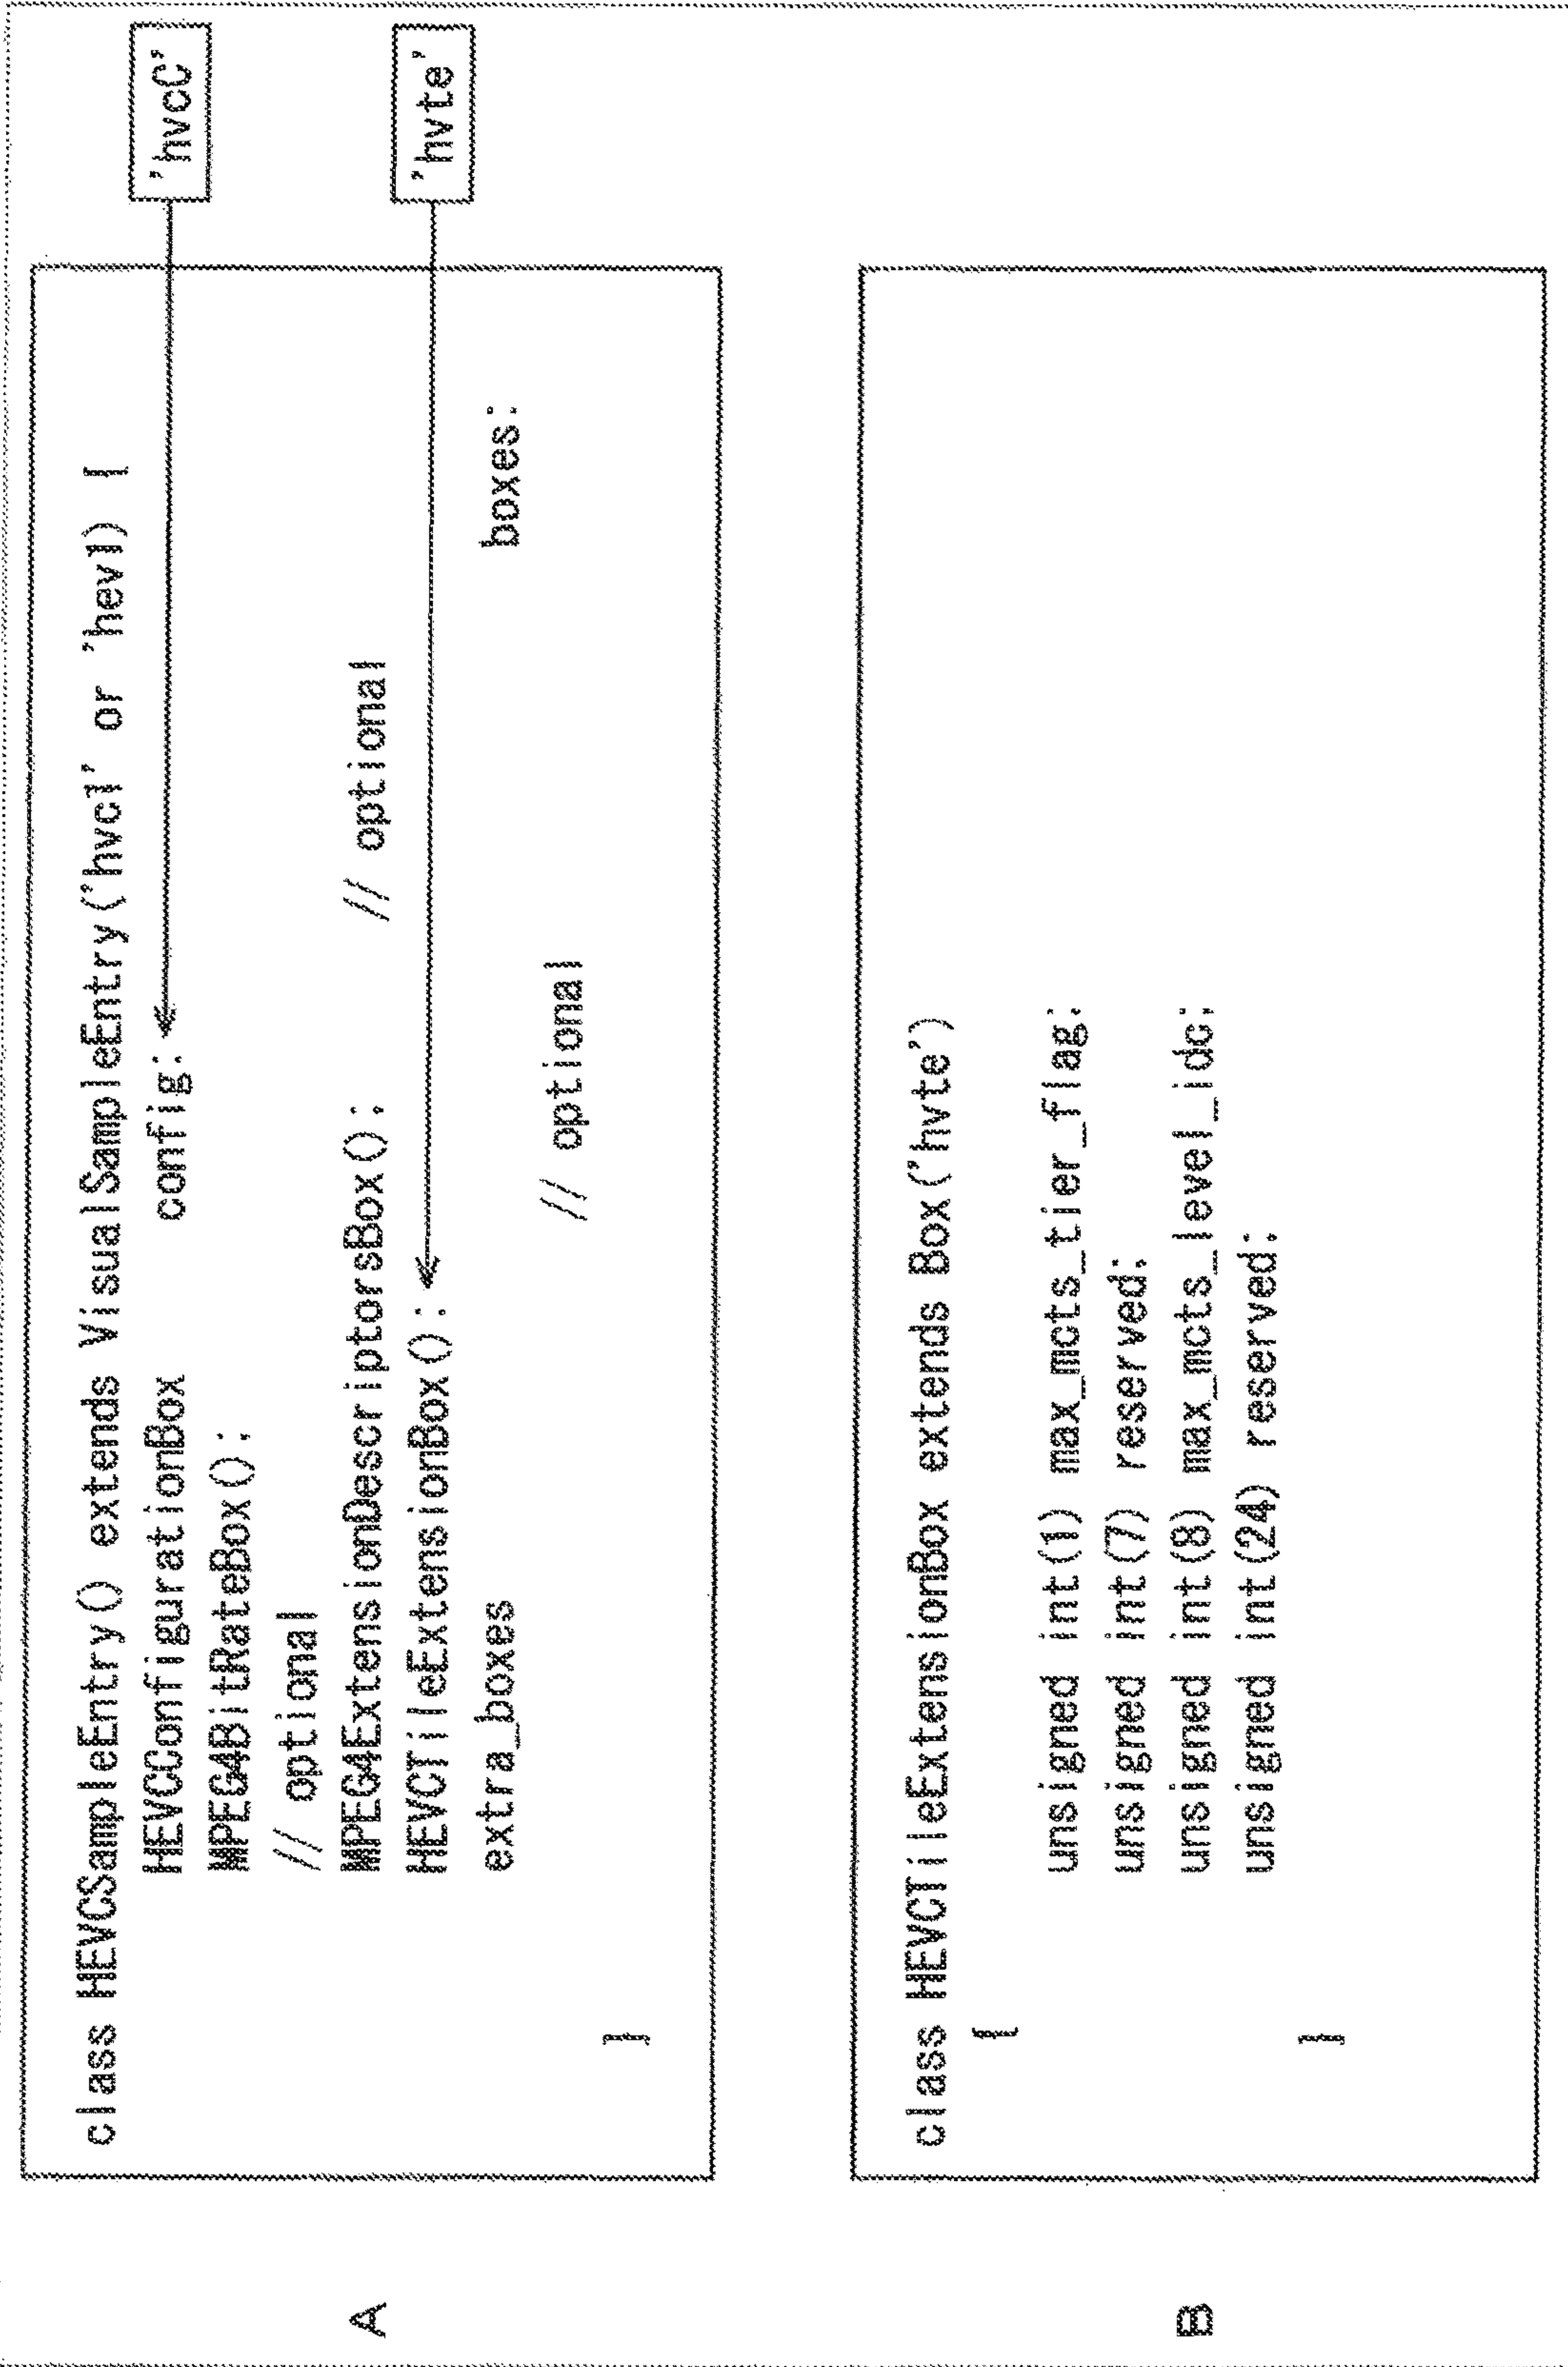 A
class HEVCSampleEntry() extends VisualSampleEntry('hvc1' or 'hev1) {
HEVCConfigurationBox config; 'hvcC'
MPEG4BitRateBox();
// optional
MPEG4ExtensionDescriptorsBox(); // optional
HEVCTileExtensionBox(); 'hvte'
extra_boxes boxes;
// optional
}
B
class HEVCTileExtensionBox extends Box('hvte')
{
unsigned int(1) max_mcts_tier_flag;
unsigned int(7) reserved;
unsigned int(8) max_mcts_level_idc;
unsigned int(24) reserved;
}